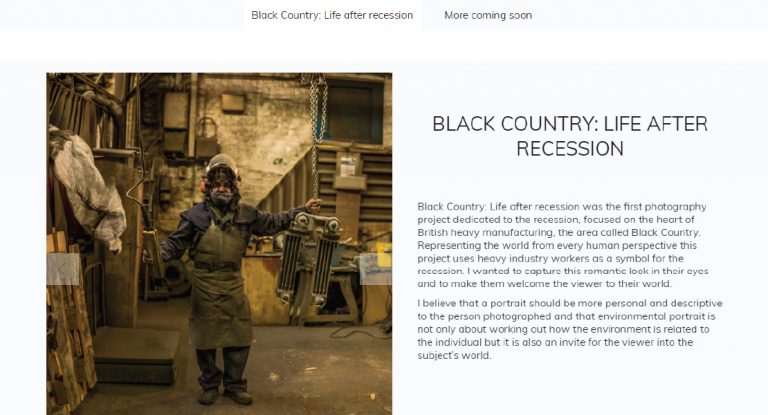 Black Country: Life after recession
More coming soon
BLACK COUNTRY: LIFE AFTER
RECESSION
Black Country: Life after recession was the first photography
project dedicated to the recession, focused on the heart of
British heavy manufacturing, the area called Black Country.
Representing the world from every human perspective this
project uses heavy industry workers as a symbol for the
recession. I wanted to capture this romantic look in their eyes
and to make them welcome the viewer to their world.
I believe that a portrait should be more personal and descriptive
to the person photographed and that environmental portrait is
not only about working out how the environment is related to
the individual but it is also an invite for the viewer into the
subject's world.